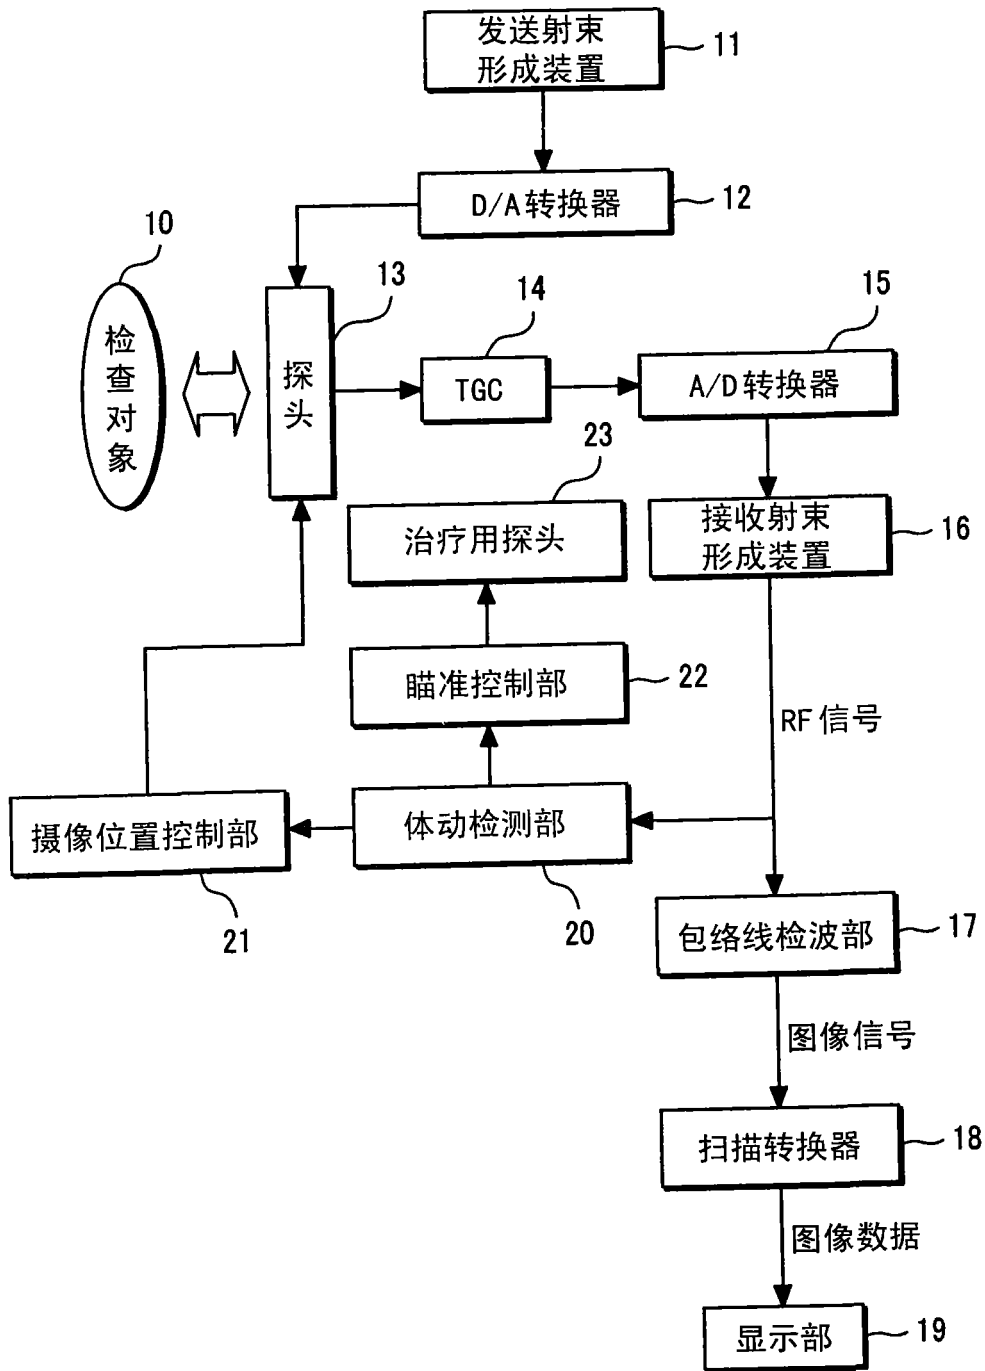 发送射束
形成装置
11
D/A转换器
12
10
检查对象
13
探头
14
TGC
15
A/D转换器
23
治疗用探头
接收射束
形成装置
16
瞄准控制部
22
RF信号
摄像位置控制部
21
体动检测部
20
包络线检波部
17
图像信号
扫描转换器
18
图像数据
显示部
19